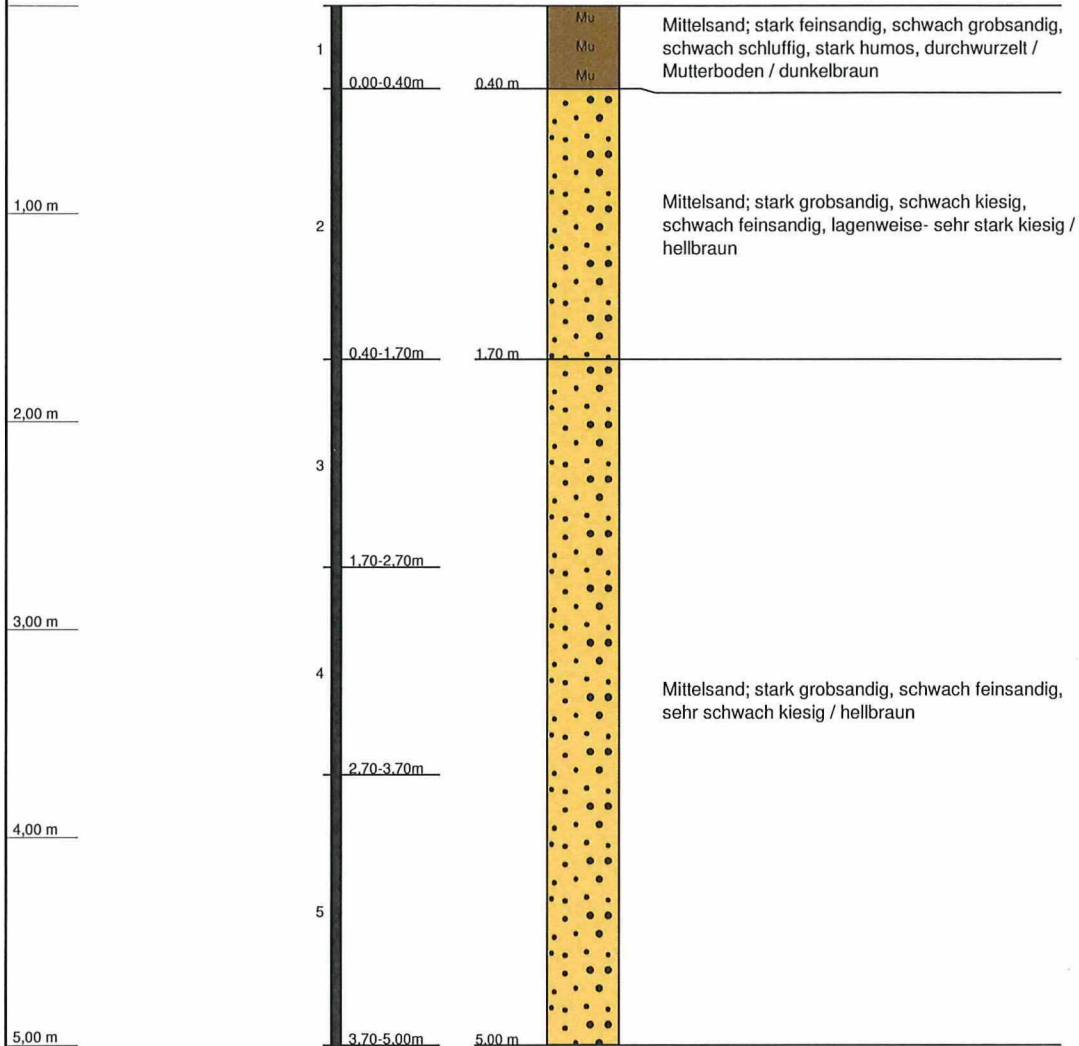 Mu
Mu
Mu
Mittelsand; stark feinsandig, schwach grobsandig,
schwach schluffig, stark humos, durchwurzelt /
Mutterboden / dunkelbraun
1
0.00-0.40m
0.40 m
1,00 m
2
Mittelsand; stark grobsandig, schwach kiesig,
schwach feinsandig, lagenweise- sehr stark kiesig /
hellbraun
0.40-1.70m
1.70 m
2,00 m
3
1.70-2.70m
3,00 m
4
Mittelsand; stark grobsandig, schwach feinsandig,
sehr schwach kiesig / hellbraun
2.70-3.70m
4,00 m
5
5,00 m
3.70-5.00m
5.00 m